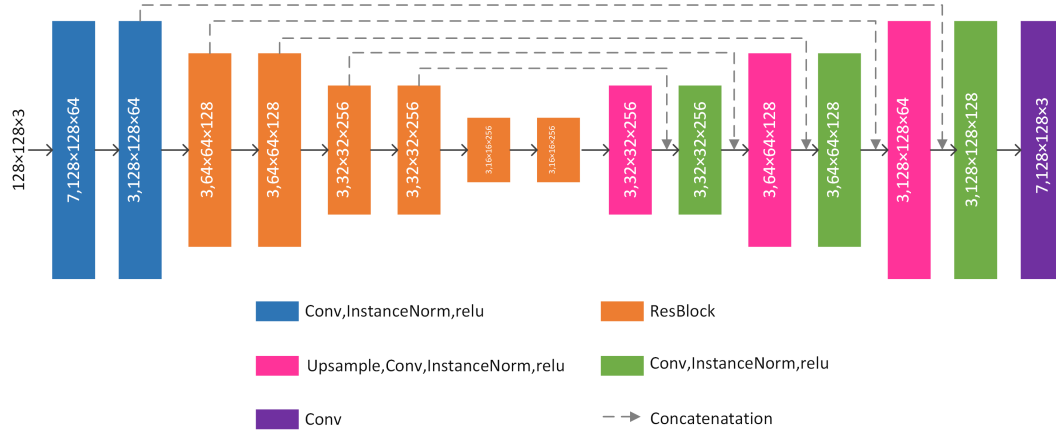 128×128×3
7,128×128×64
3,128×128×64
3,64×64×128
3,64×64×128
3,32×32×256
3,32×32×256
3,16×16×256
3,16×16×256
3,32×32×256
3,32×32×256
3,64×64×128
3,64×64×128
3,128×128×64
3,128×128×128
7,128×128×3
Conv,InstanceNorm,relu
ResBlock
Upsample,Conv,InstanceNorm,relu
Conv,InstanceNorm,relu
Conv
Concatenatation